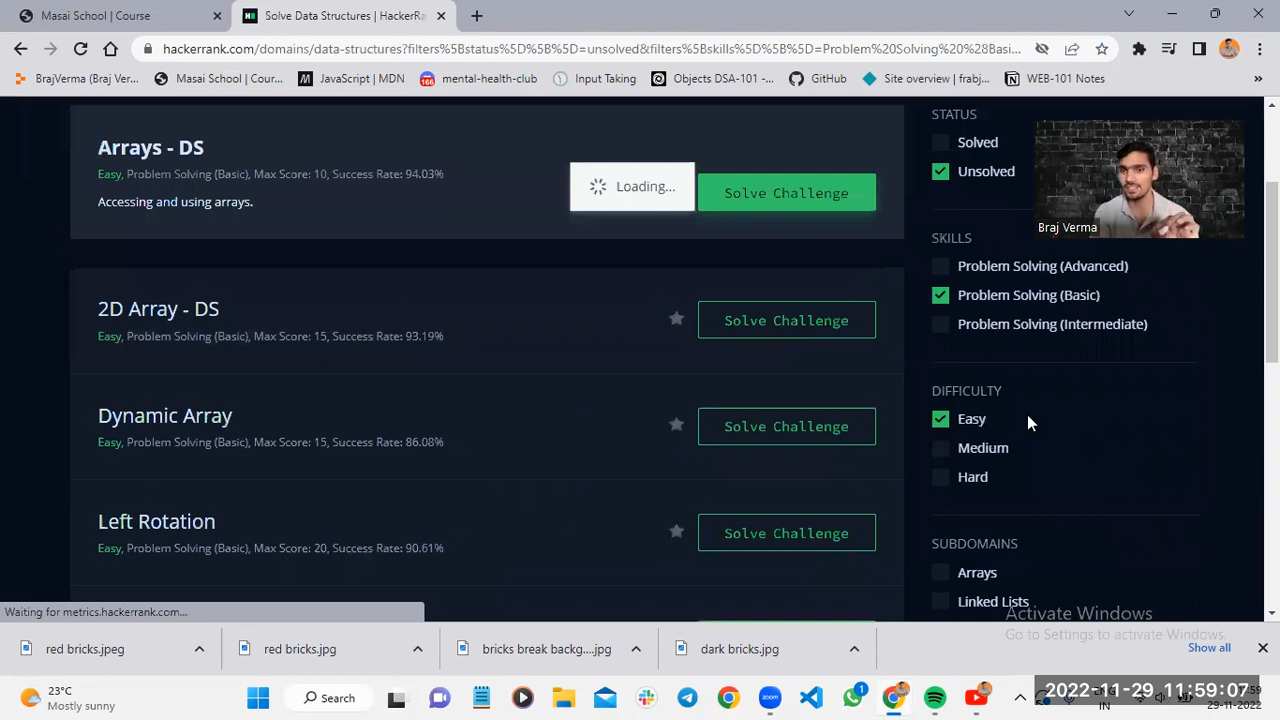 Masai School | Course
Solve Data Structures | HackerRa
hackerrank.com/domains/data-structures?filters%5Bstatus%5D%5B%5D=unsolved&filters%5Bskills%5D%5B%5D=Problem%20Solving%20%28Basi...
BrajVerma (Braj Ver...
Masai School | Cour...
JavaScript | MDN
166
mental-health-club
Input Taking
Objects DSA-101 -...
GitHub
Site overview | frabj...
WEB-101 Notes
»
Arrays - DS
Easy, Problem Solving (Basic), Max Score: 10, Success Rate: 94.03%
Accessing and using arrays.
Loading...
Solve Challenge
2D Array - DS
Easy, Problem Solving (Basic), Max Score: 15, Success Rate: 93.19%
Solve Challenge
Dynamic Array
Easy, Problem Solving (Basic), Max Score: 15, Success Rate: 86.08%
Solve Challenge
Left Rotation
Easy, Problem Solving (Basic), Max Score: 20, Success Rate: 90.61%
Solve Challenge
STATUS
Solved
Unsolved
Braj Verma
SKILLS
Problem Solving (Advanced)
Problem Solving (Basic)
Problem Solving (Intermediate)
DIFFICULTY
Easy
Medium
Hard
SUBDOMAINS
Arrays
Linked Lists
Activate Windows
Go to Settings to activate Windows.
Waiting for metrics.hackerrank.com...
red bricks.jpeg
red bricks.jpg
bricks break backg....jpg
dark bricks.jpg
Show all
23°C
Mostly sunny
Search
1
IN
2022-11-29 11:59:07
29-11-2022